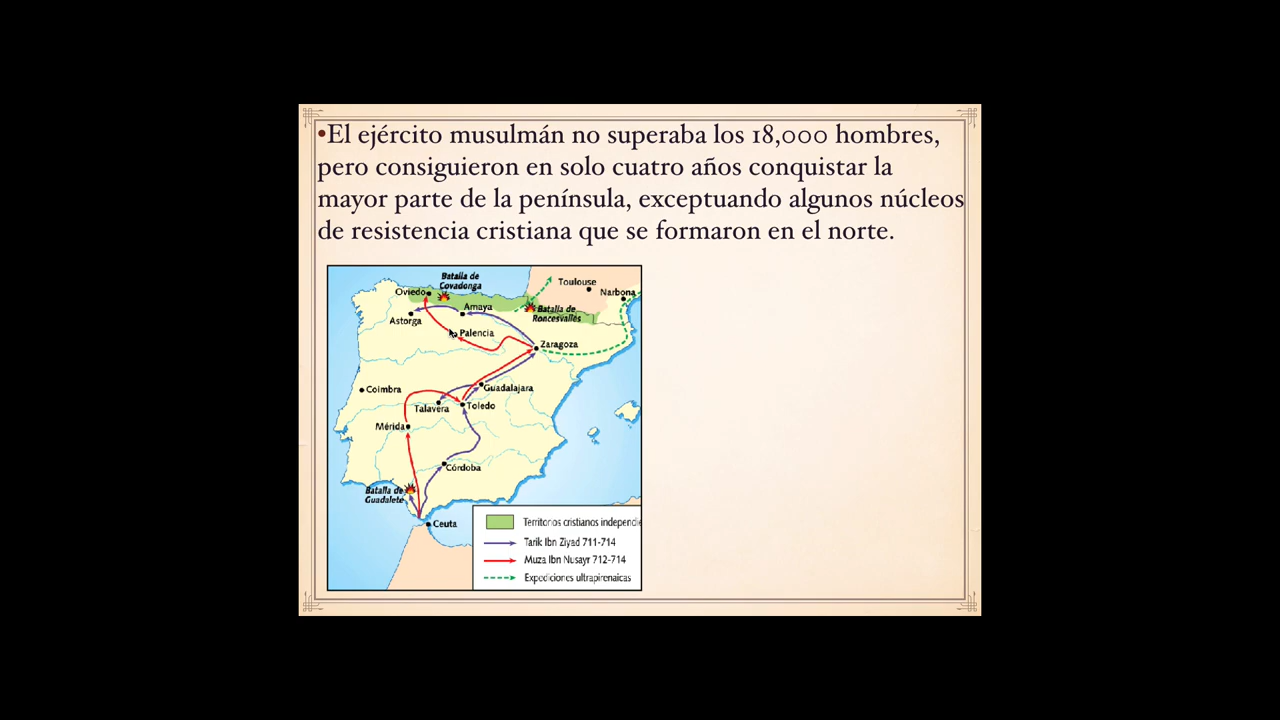 •El ejército musulmán no superaba los 18,000 hombres,
pero consiguieron en solo cuatro años conquistar la
mayor parte de la península, exceptuando algunos núcleos
de resistencia cristiana que se formaron en el norte.
Batalla de
Covadonga
Toulouse
Oviedo
Narbona
Amaya
Batalla de
Roncesvalles
Astorga
Palencia
Zaragoza
Coimbra
Guadalajara
Talavera
Toledo
Mérida
Córdoba
Batalla de
Guadalete
Ceuta
Territorios cristianos independie
Tarik Ibn Ziyad 711-714
Muza Ibn Nusayr 712-714
Expediciones ultrapirenaicas